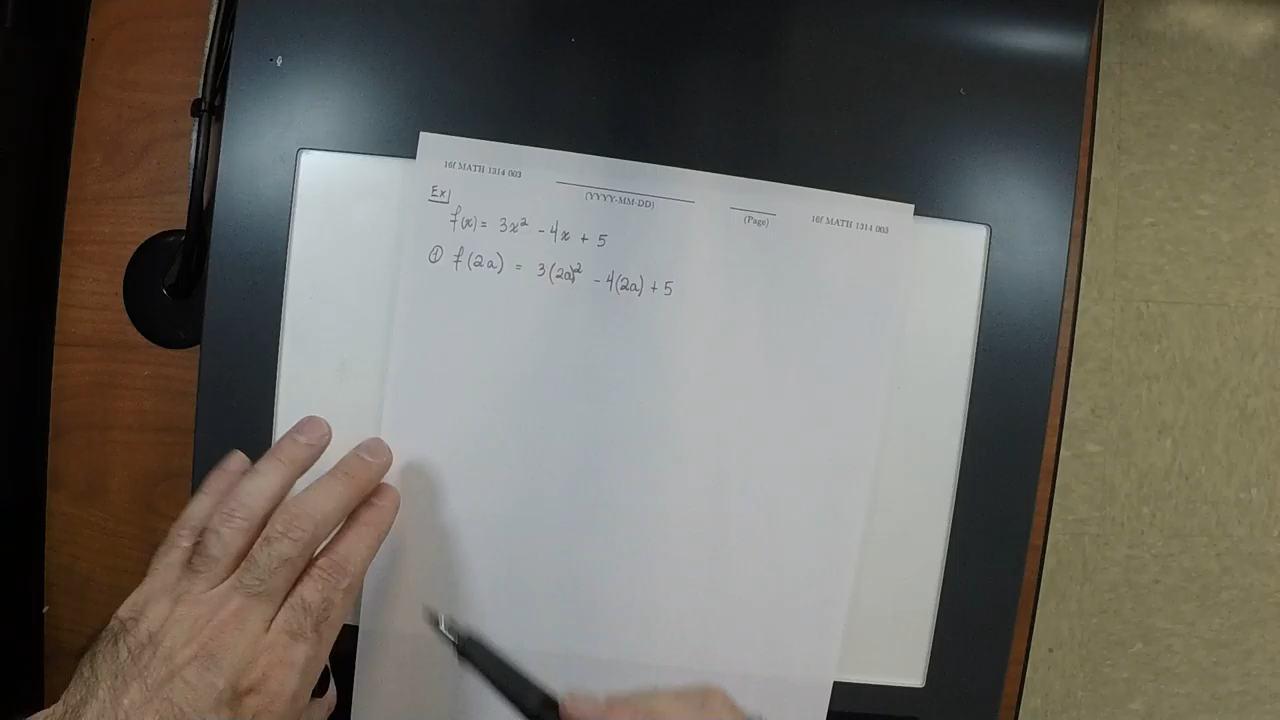 16f MATH 1314 003
(YYYY-MM-DD)
(Page)
16f MATH 1314 003
Ex
f(x) = 3x² - 4x + 5
① f(2a) = 3(2a)² - 4(2a) + 5